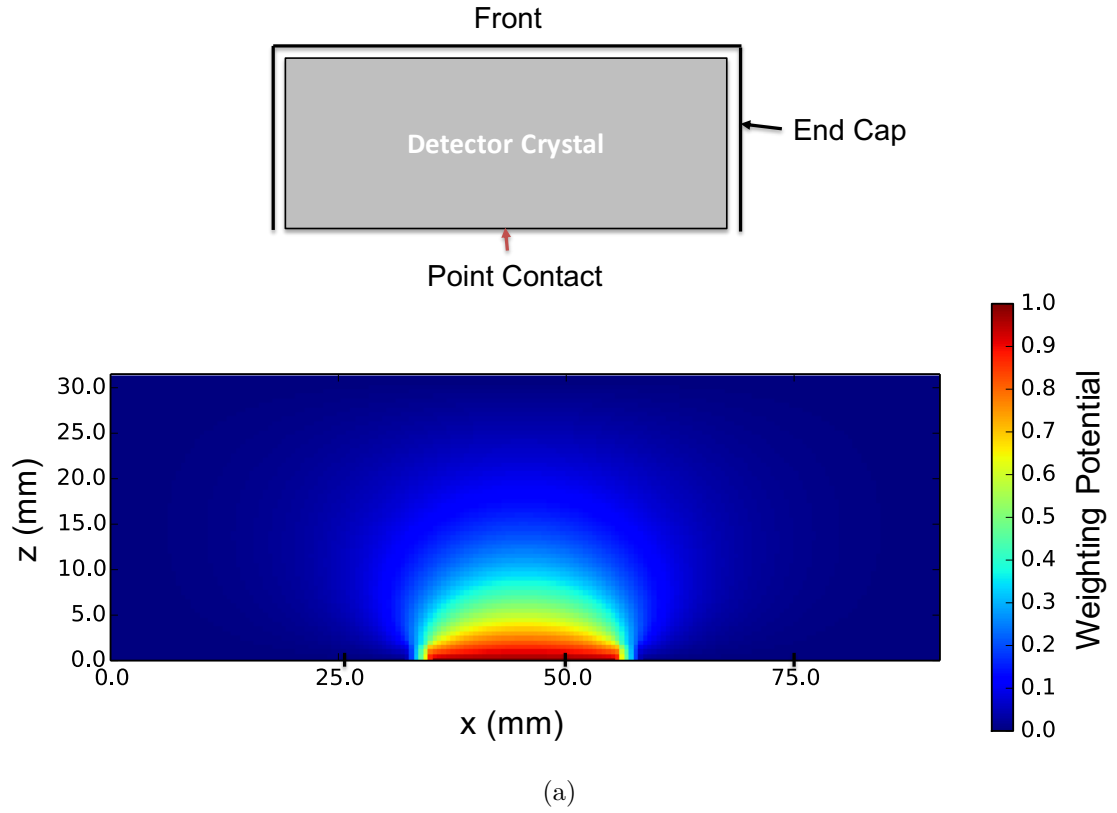 Front
Detector Crystal
End Cap
Point Contact
1.0
0.9
0.8
0.7
0.6
0.5
0.4
0.3
0.2
0.1
0.0
Weighting Potential
30.0
25.0
20.0
15.0
10.0
5.0
0.0
z (mm)
0.0 25.0 50.0 75.0
x (mm)
(a)